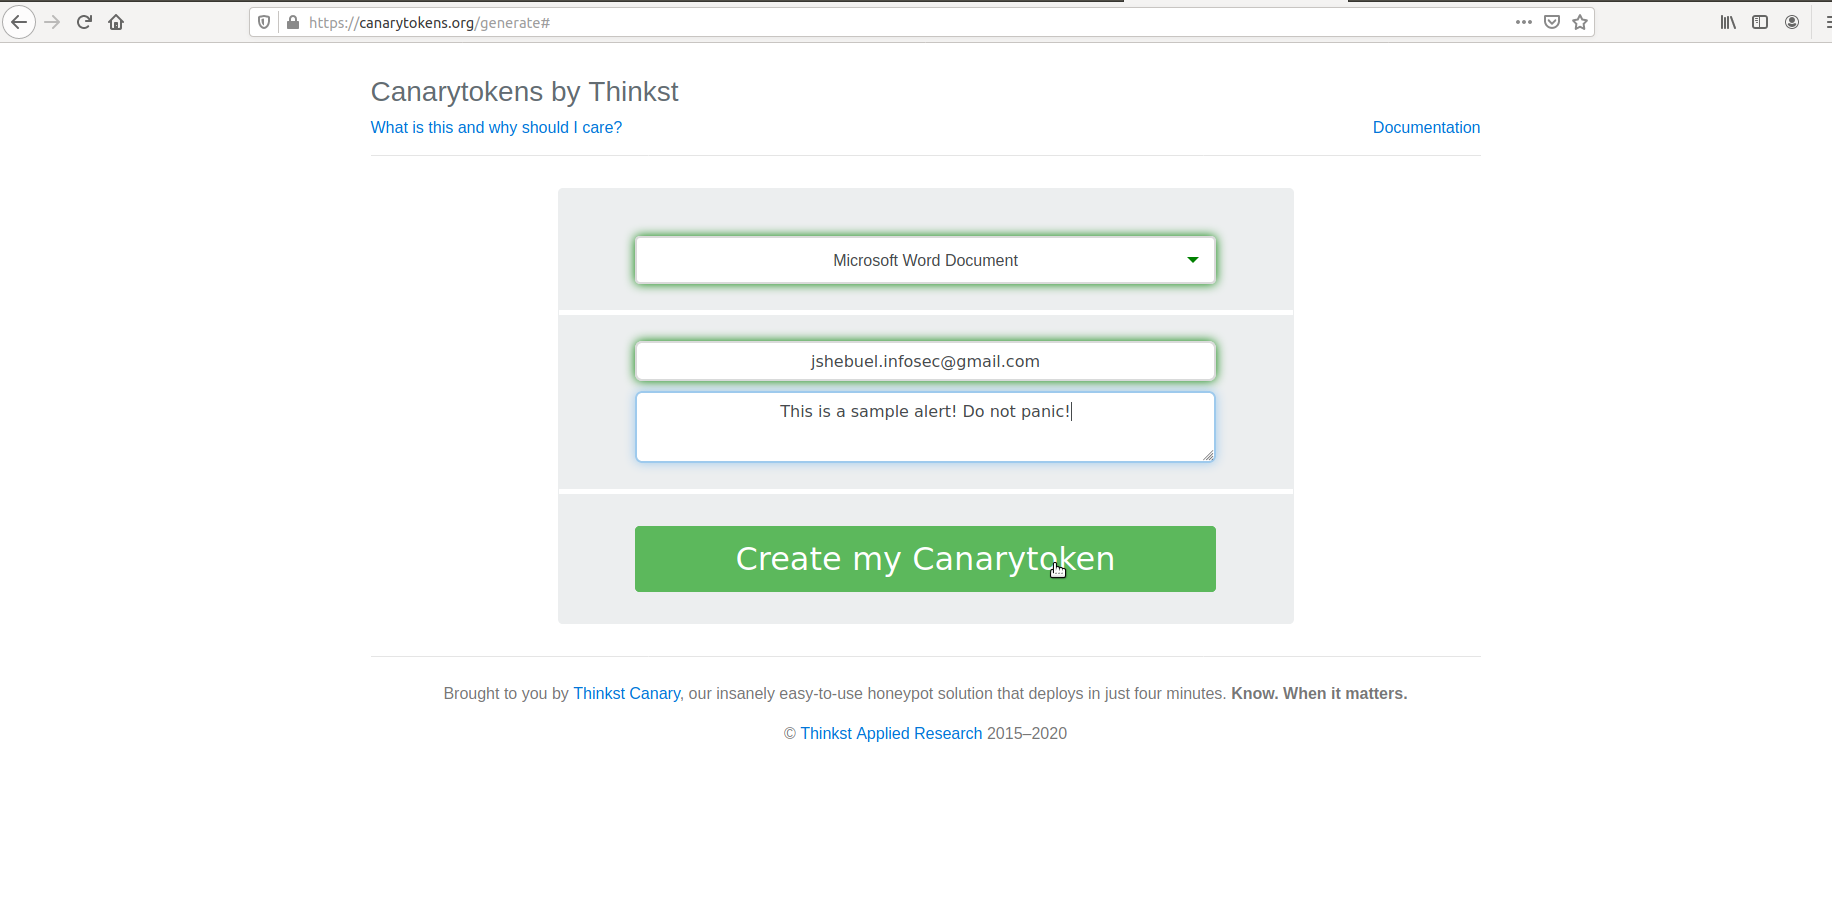 https://canarytokens.org/generate#
Canarytokens by Thinkst
What is this and why should I care?
Documentation
Microsoft Word Document
jshebuel.infosec@gmail.com
This is a sample alert! Do not panic!
Create my Canarytoken
Brought to you by Thinkst Canary, our insanely easy-to-use honeypot solution that deploys in just four minutes. Know. When it matters.
© Thinkst Applied Research 2015–2020